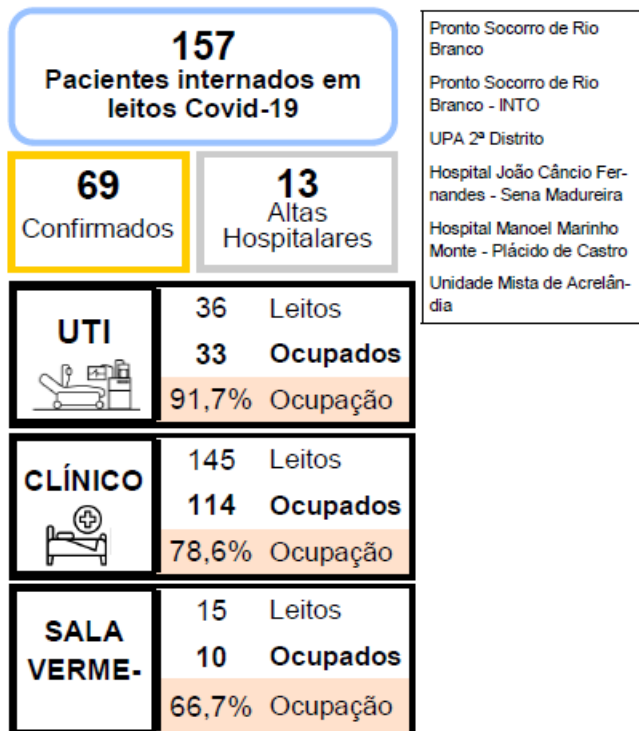 157
Pacientes internados em
leitos Covid-19
69
Confirmados
13
Altas
Hospitalares
UTI
36 Leitos
33 Ocupados
91,7% Ocupação
CLÍNICO
145 Leitos
114 Ocupados
78,6% Ocupação
SALA
VERME-
15 Leitos
10 Ocupados
66,7% Ocupação
Pronto Socorro de Rio
Branco
Pronto Socorro de Rio
Branco - INTO
UPA 2ª Distrito
Hospital João Câncio Fer-
nandes - Sena Madureira
Hospital Manoel Marinho
Monte - Plácido de Castro
Unidade Mista de Acrelân-
dia